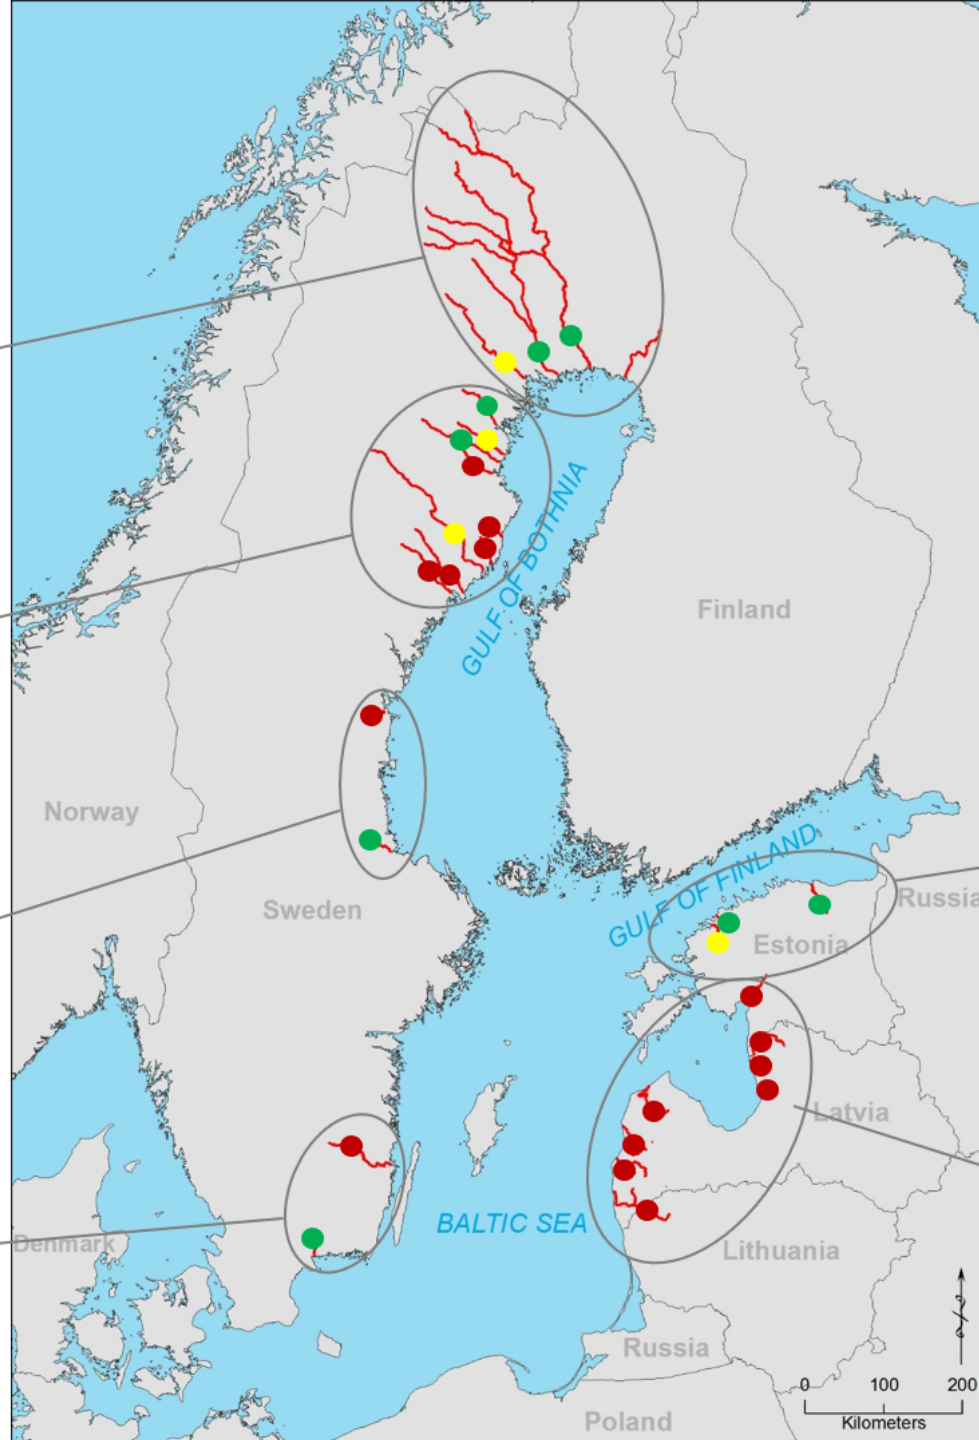 GULF OF BOTHNIA
Finland
Norway
GULF OF FINLAND
Sweden
Russia
Estonia
Latvia
BALTIC SEA
Denmark
Lithuania
Russia
0 100 200
Kilometers
Poland